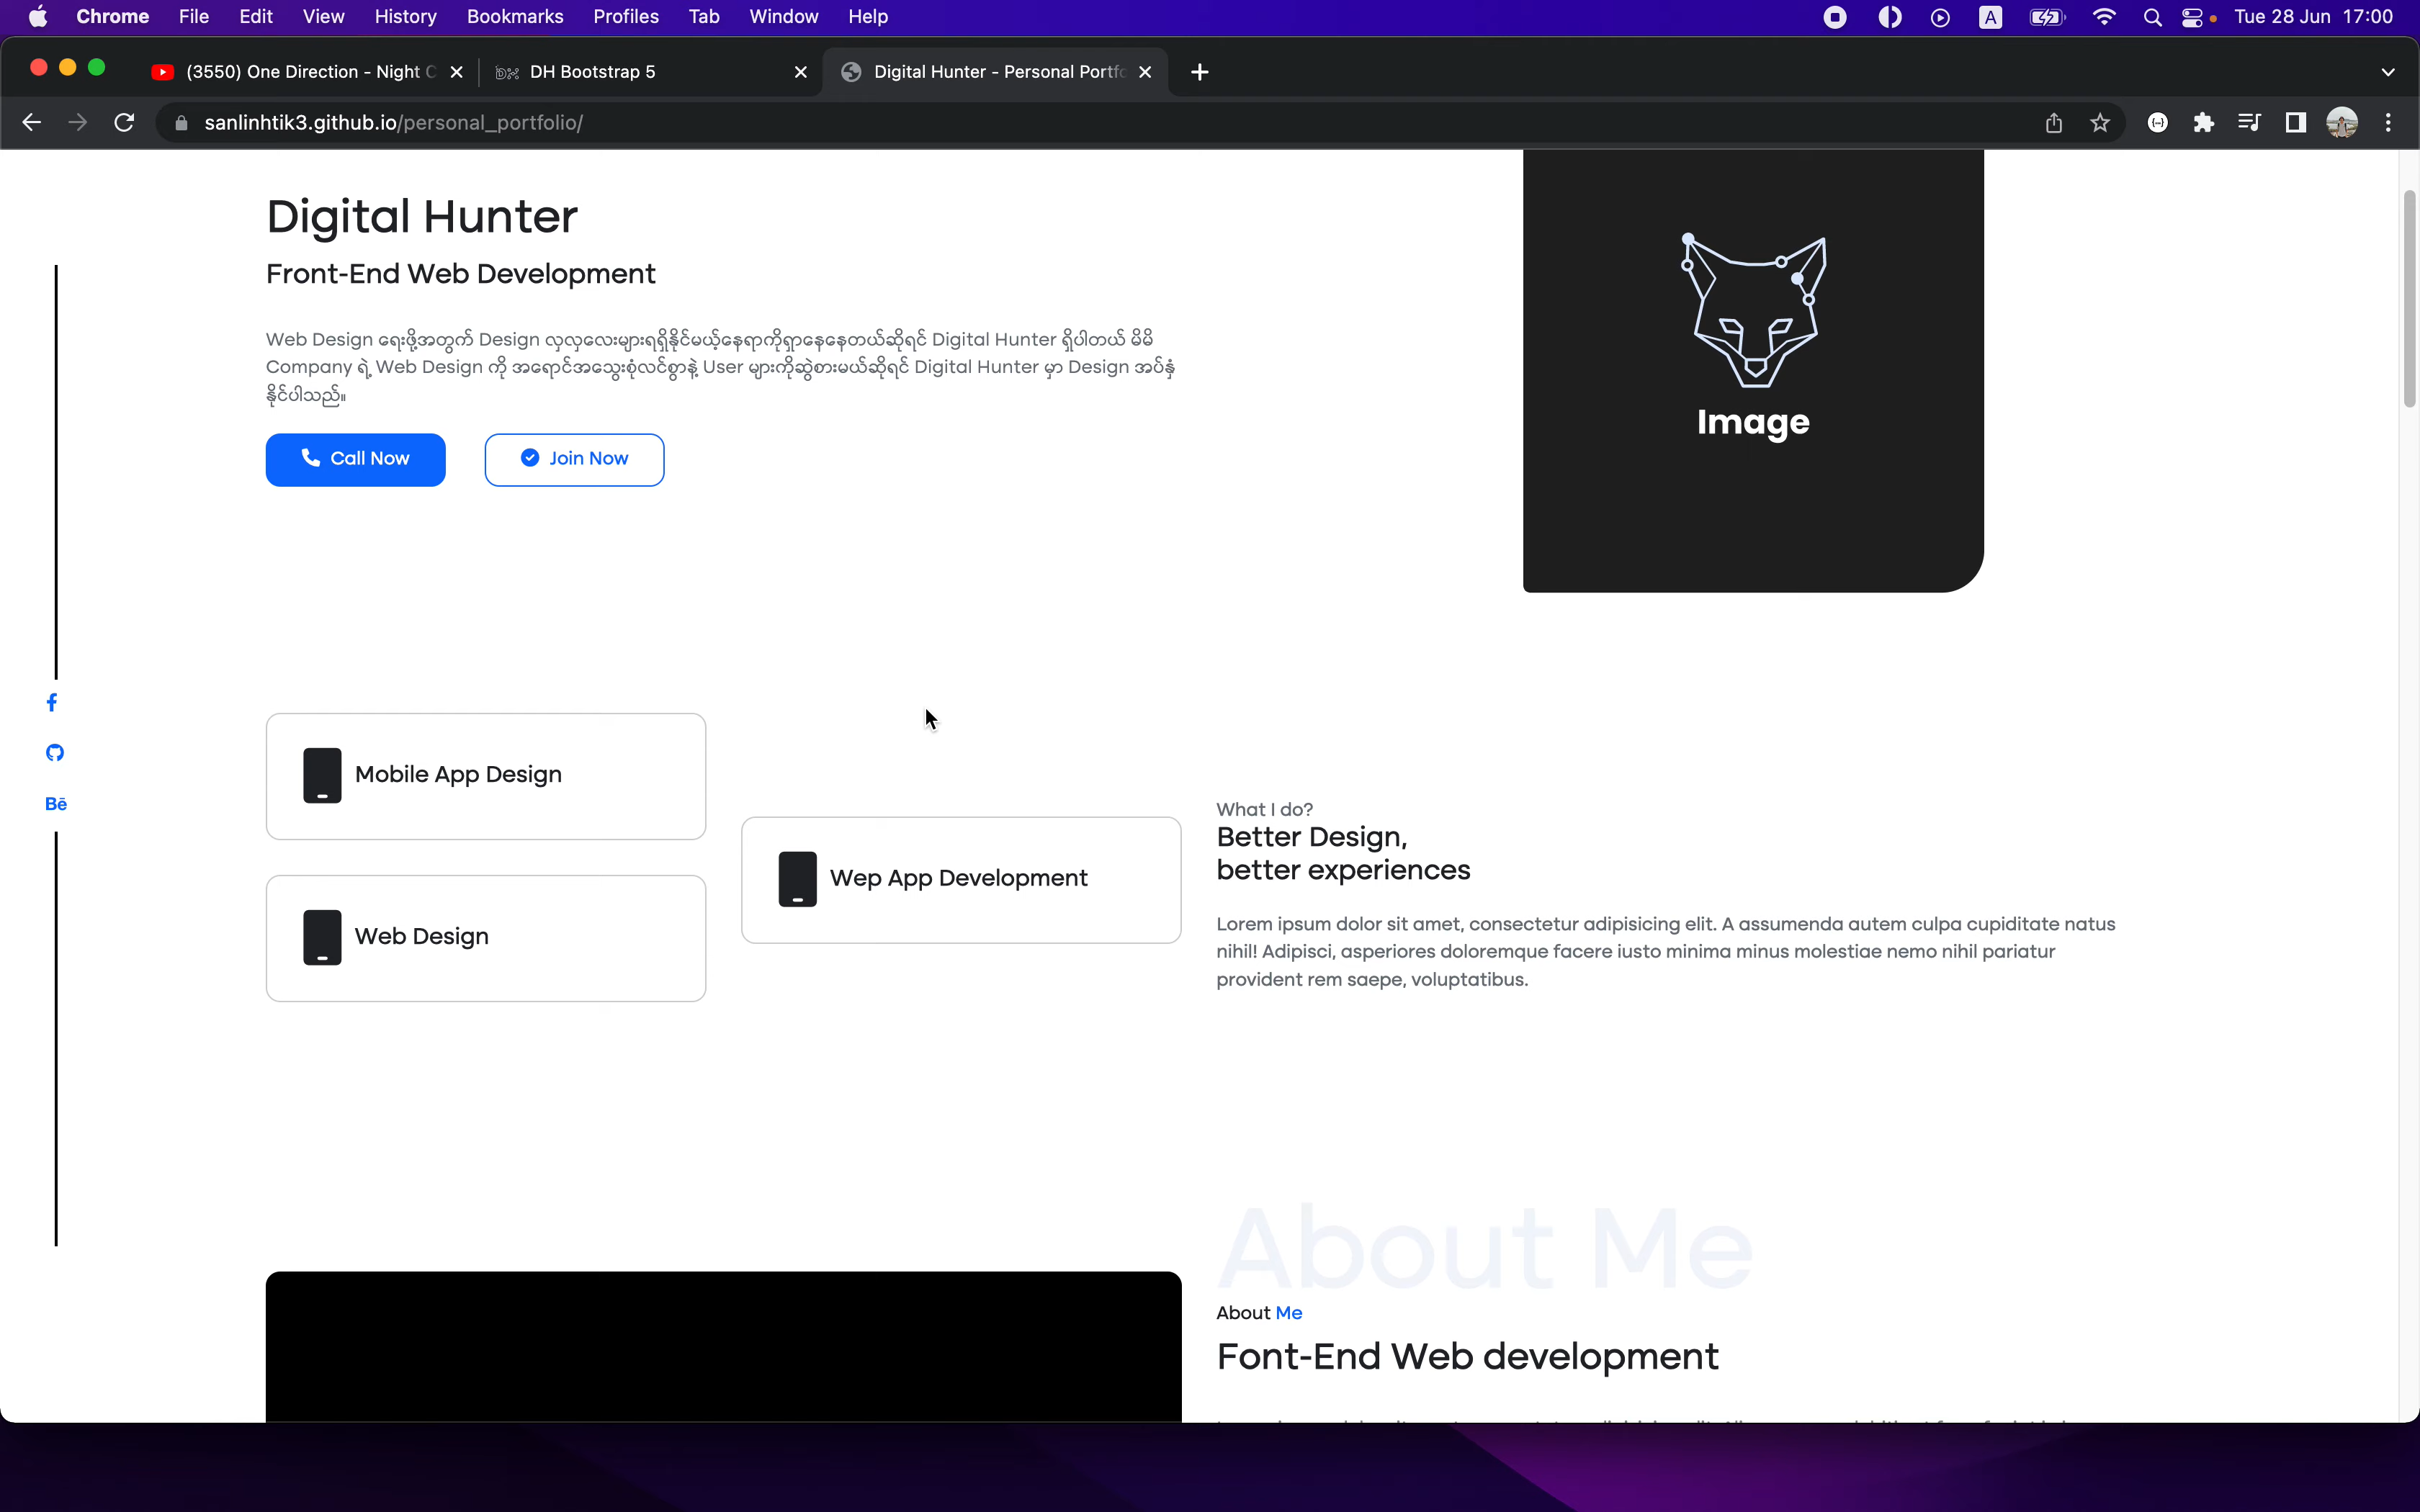 Chrome File Edit View History Bookmarks Profiles Tab Window Help A Tue 28 Jun 17:00
(3550) One Direction - Night DH Bootstrap 5 Digital Hunter - Personal
sanlinhtik3.github.io/personal_portfolio/
Digital Hunter
Front-End Web Development
Web Design ရေးဖို့အတွက် Design လှလှလေးများရရှိနိုင်မယ့်နေရာကိုရှာနေနေတယ်ဆိုရင် Digital Hunter ရှိပါတယ် မိမိ
Company ရဲ့ Web Design ကို အရောင်အသွေးစုံလင်စွာနဲ့ User များကိုဆွဲစားမယ်ဆိုရင် Digital Hunter မှာ Design အပ်နှံ
နိုင်ပါသည်။
Call Now Join Now
Image
Mobile App Design
Web Design
Wep App Development
What I do?
Better Design,
better experiences
Lorem ipsum dolor sit amet, consectetur adipisicing elit. A assumenda autem culpa cupiditate natus
nihil! Adipisci, asperiores doloremque facere iusto minima minus molestiae nemo nihil pariatur
provident rem saepe, voluptatibus.
Bē
About Me
About Me
Font-End Web development